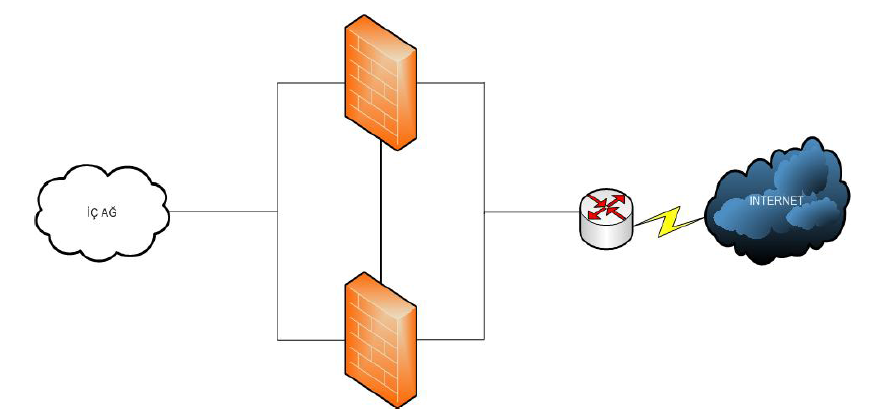 İÇ AĞ
INTERNET